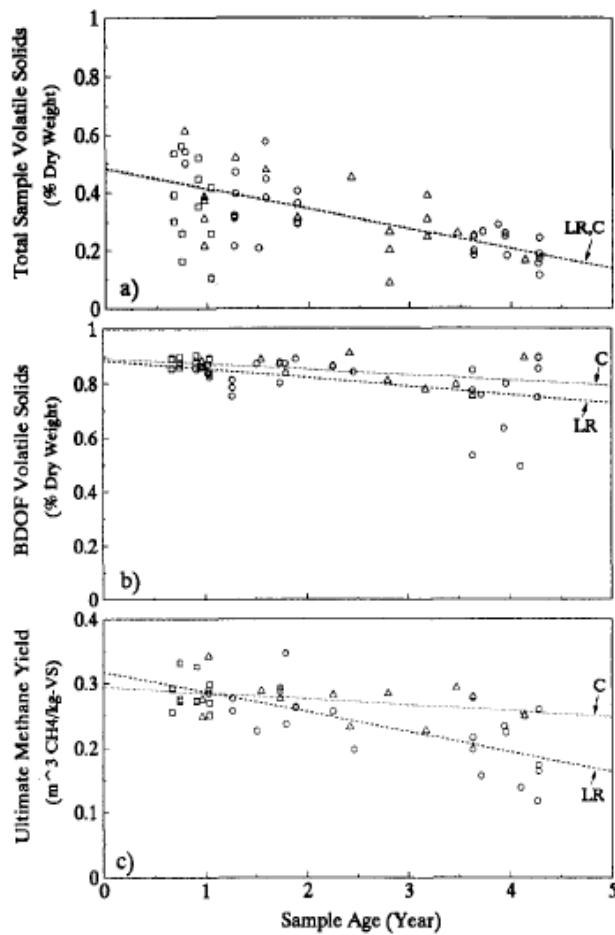 Total Sample Volatile Solids
(% Dry Weight)
1
0.8
0.6
0.4
0.2
0
LR,C
a)
BDOF Volatile Solids
(% Dry Weight)
1
0.8
0.6
0.4
0.2
0
C
LR
b)
Ultimate Methane Yield
(m^3 CH4/kg-VS)
0.4
0.3
0.2
0.1
0
C
LR
c)
0 1 2 3 4 5
Sample Age (Year)